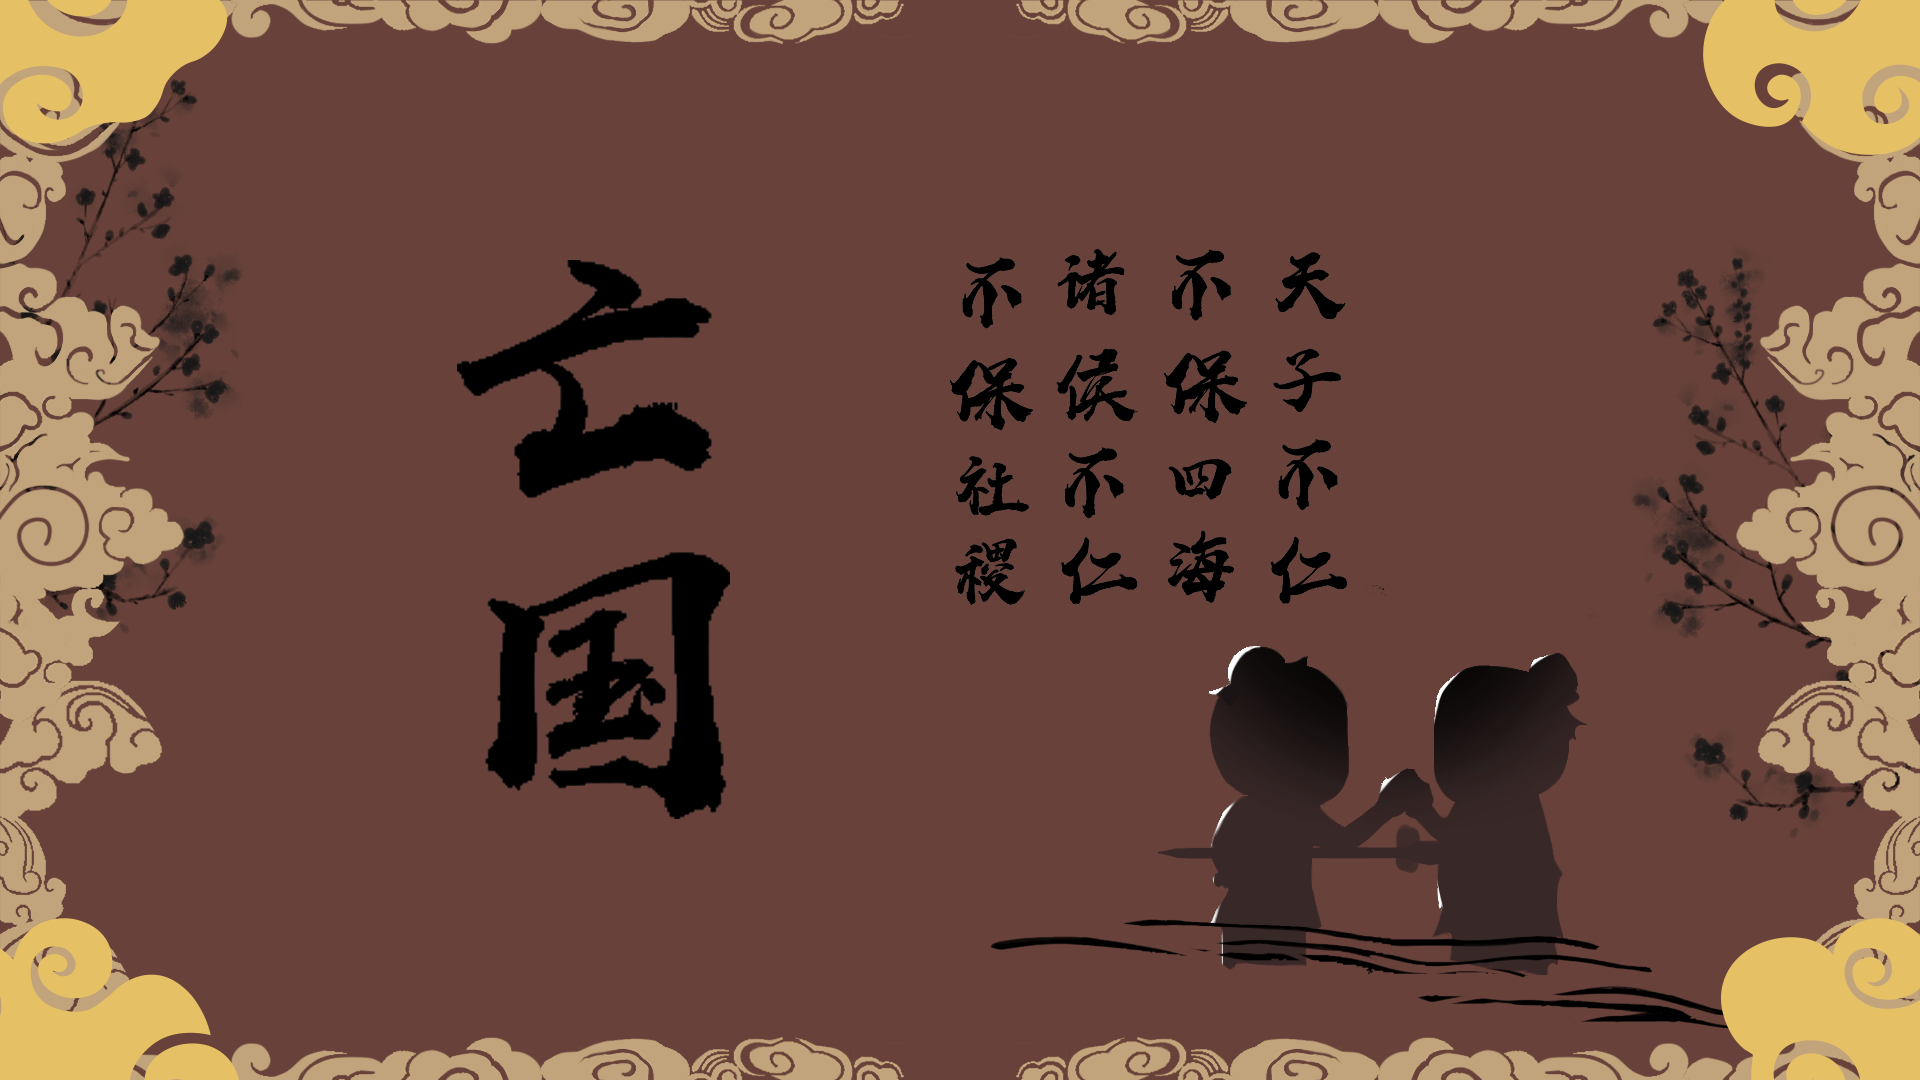 天子不仁
不保四海
诸侯不仁
不保社稷
亡国